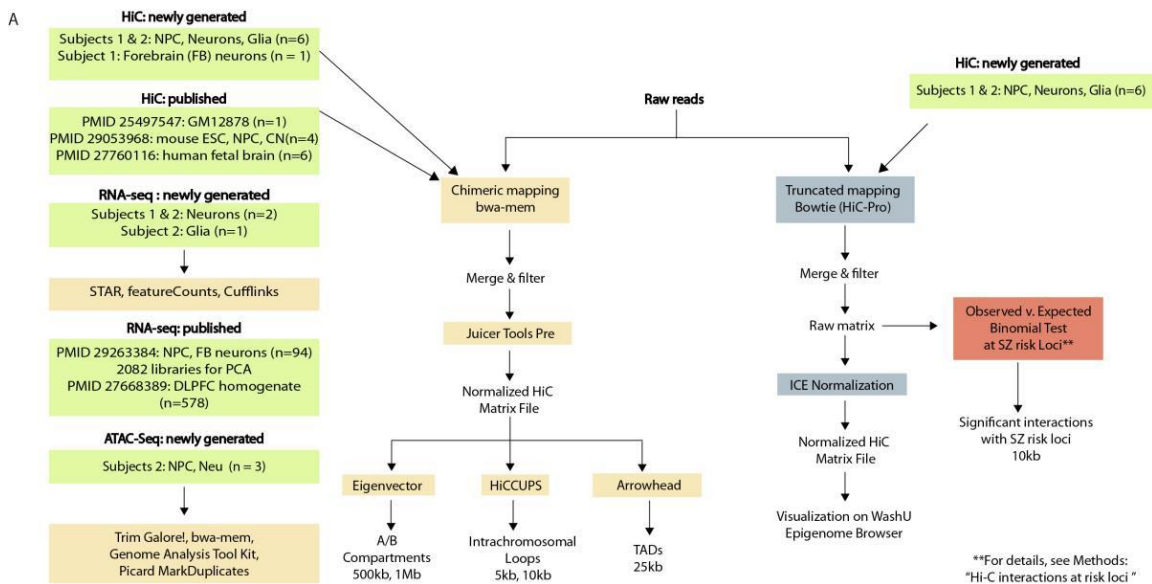 A
HiC: newly generated
Subjects 1 & 2: NPC, Neurons, Glia (n=6)
Subject 1: Forebrain (FB) neurons (n = 1)
HiC: published
PMID 25497547: GM12878 (n=1)
PMID 29053968: mouse ESC, NPC, CN(n=4)
PMID 27760116: human fetal brain (n=6)
RNA-seq : newly generated
Subjects 1 & 2: Neurons (n=2)
Subject 2: Glia (n=1)
STAR, featureCounts, Cufflinks
RNA-seq: published
PMID 29263384: NPC, FB neurons (n=94)
2082 libraries for PCA
PMID 27668389: DLPFC homogenate
(n=578)
ATAC-Seq: newly generated
Subjects 2: NPC, Neu (n = 3)
Trim Galore!, bwa-mem,
Genome Analysis Tool Kit,
Picard MarkDuplicates
Raw reads
Chimeric mapping
bwa-mem
Merge & filter
Juicer Tools Pre
Normalized HiC
Matrix File
Eigenvector
A/B
Compartments
500kb, 1Mb
HiCCUPS
Intrachromosomal
Loops
5kb, 10kb
Arrowhead
TADs
25kb
HiC: newly generated
Subjects 1 & 2: NPC, Neurons, Glia (n=6)
Truncated mapping
Bowtie (HiC-Pro)
Merge & filter
Raw matrix
ICE Normalization
Normalized HiC
Matrix File
Visualization on WashU
Epigenome Browser
Observed v. Expected
Binomial Test
at SZ risk Loci**
Significant interactions
with SZ risk loci
10kb
**For details, see Methods:
"Hi-C interactions at risk loci "